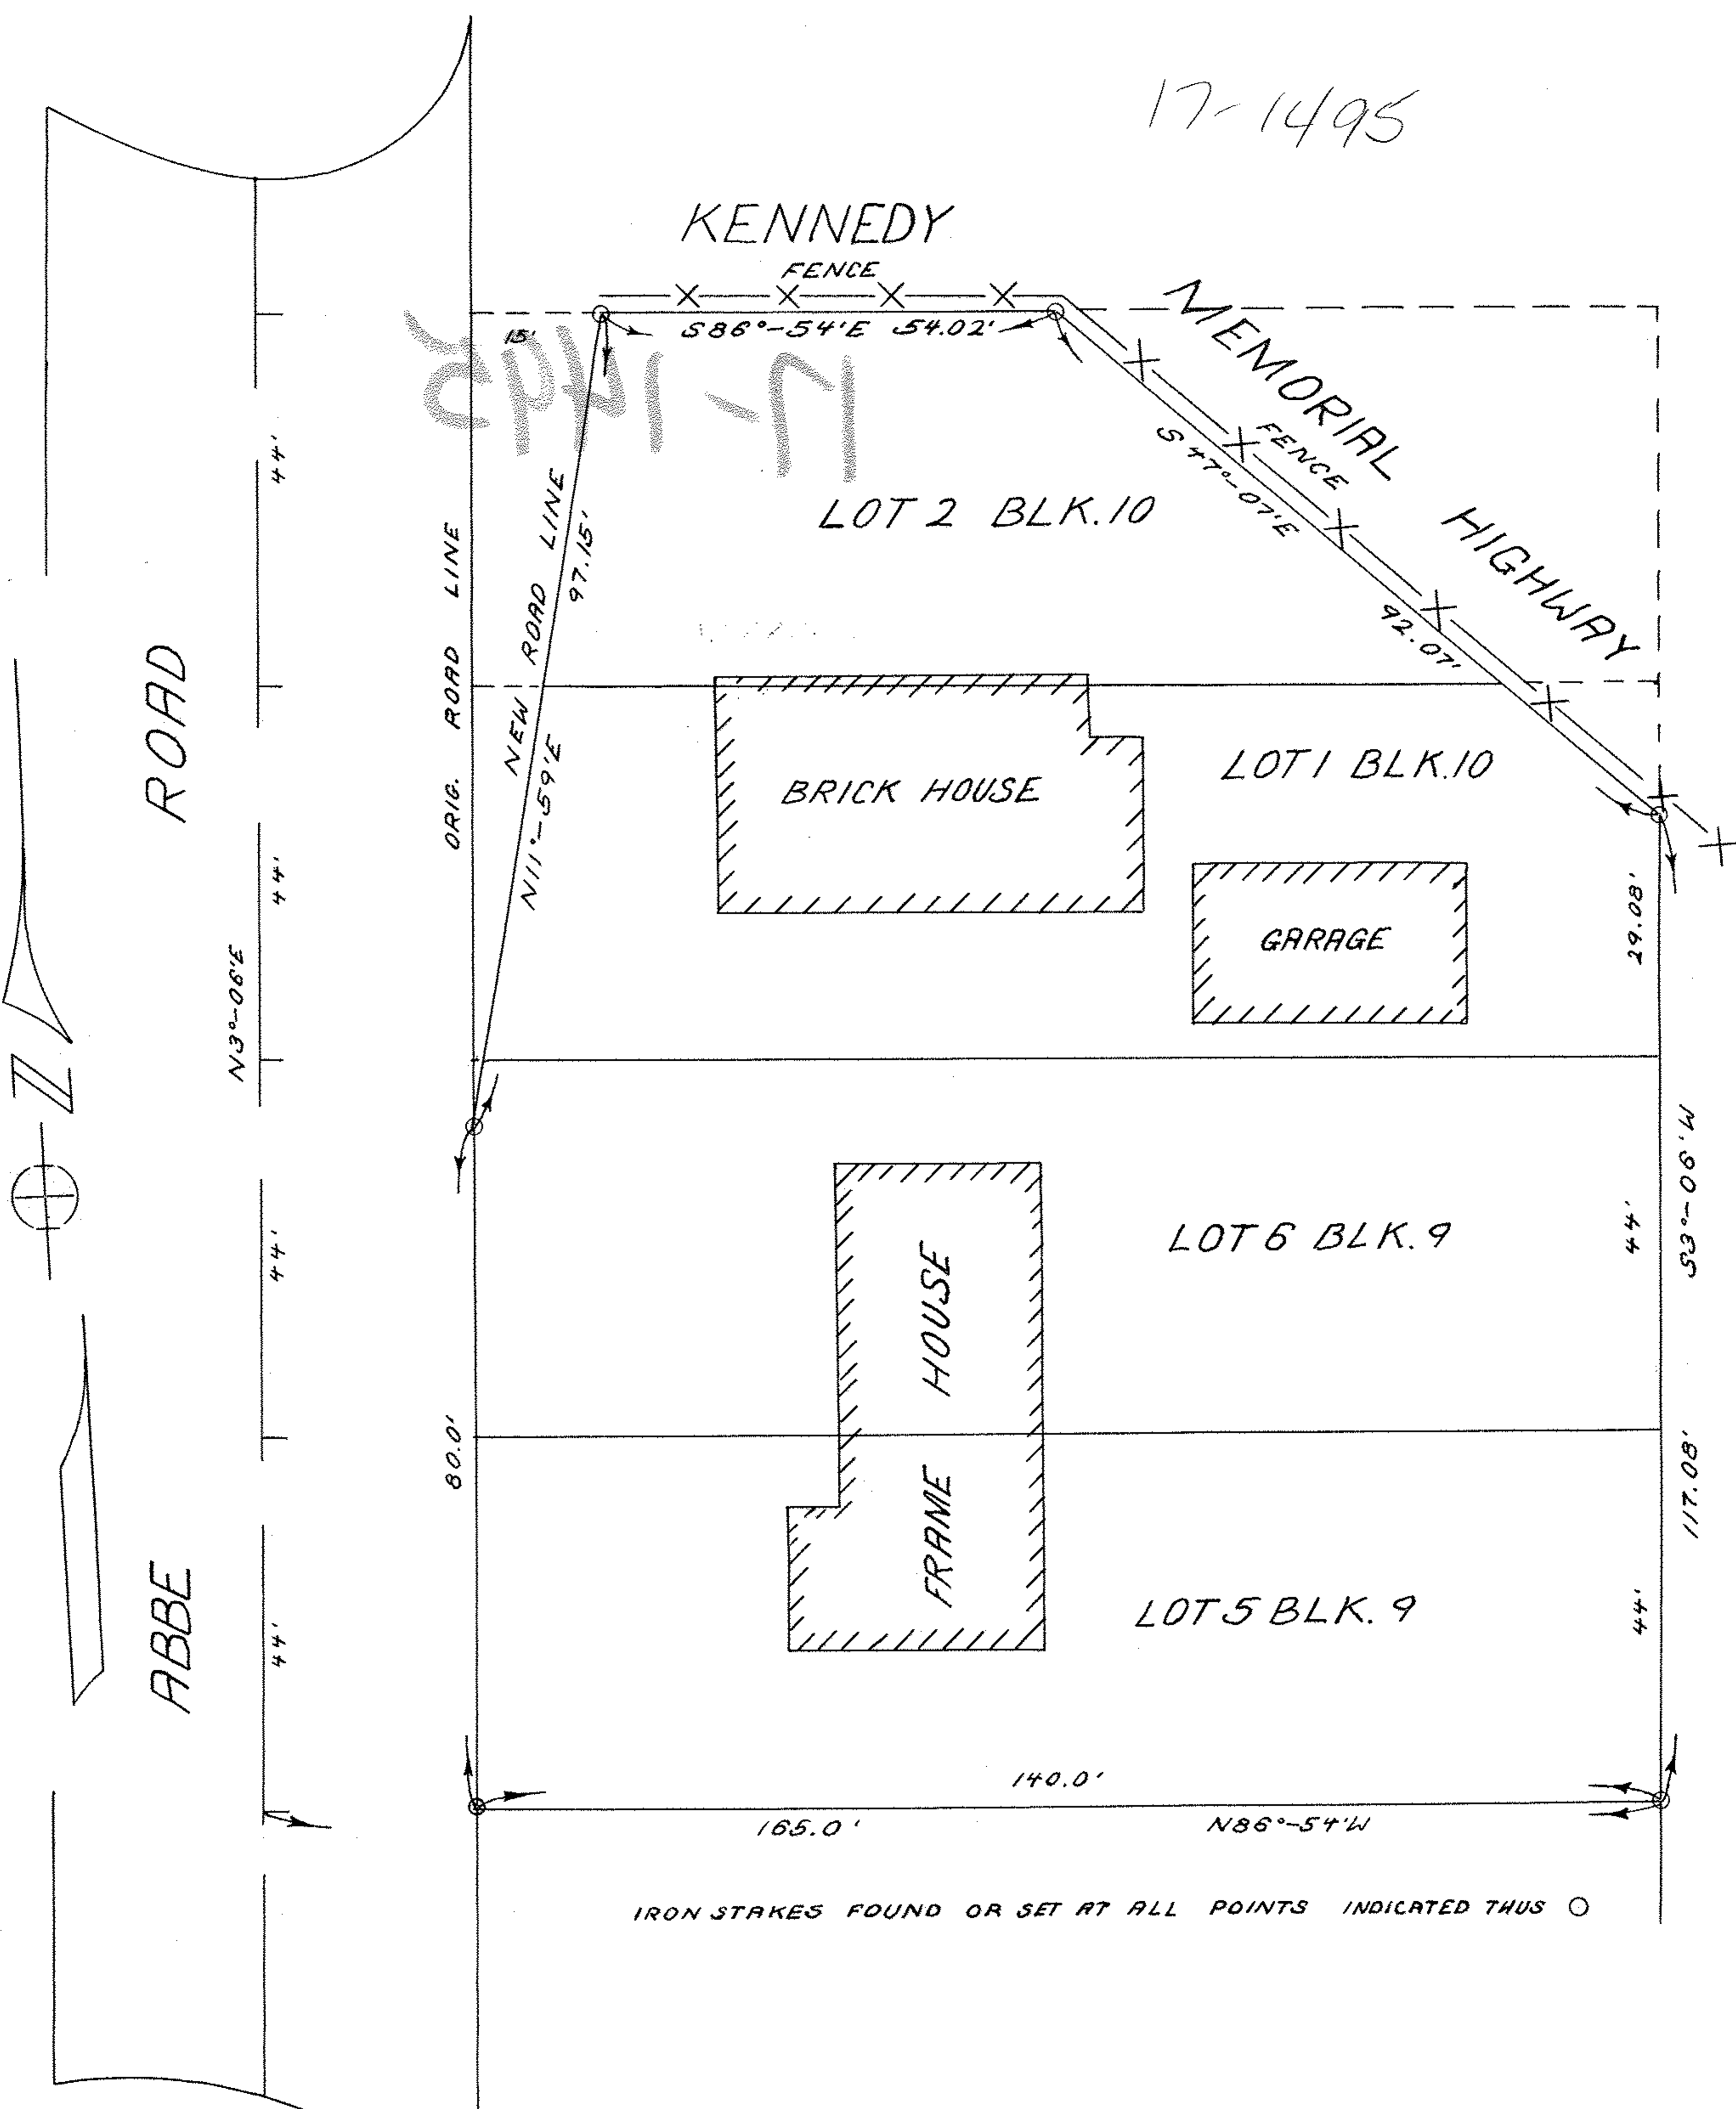 17-1495
KENNEDY
FENCE
MEMORIAL
HIGHWAY
15'
S86°-54'E 54.02'
17-1495
FENCE
S47°-07'E
92.07'
LOT 2 BLK.10
ORIG. ROAD LINE
NEW ROAD LINE
97.15'
N11°-59'E
44'
44'
44'
44'
N3°-06'E
ABBE ROAD
N
BRICK HOUSE
LOT 1 BLK.10
GARAGE
29.08'
LOT 6 BLK. 9
44'
S3°-06'W
FRAME HOUSE
80.0'
117.08'
LOT 5 BLK. 9
44'
140.0'
165.0'
N86°-54'W
IRON STAKES FOUND OR SET AT ALL POINTS INDICATED THUS